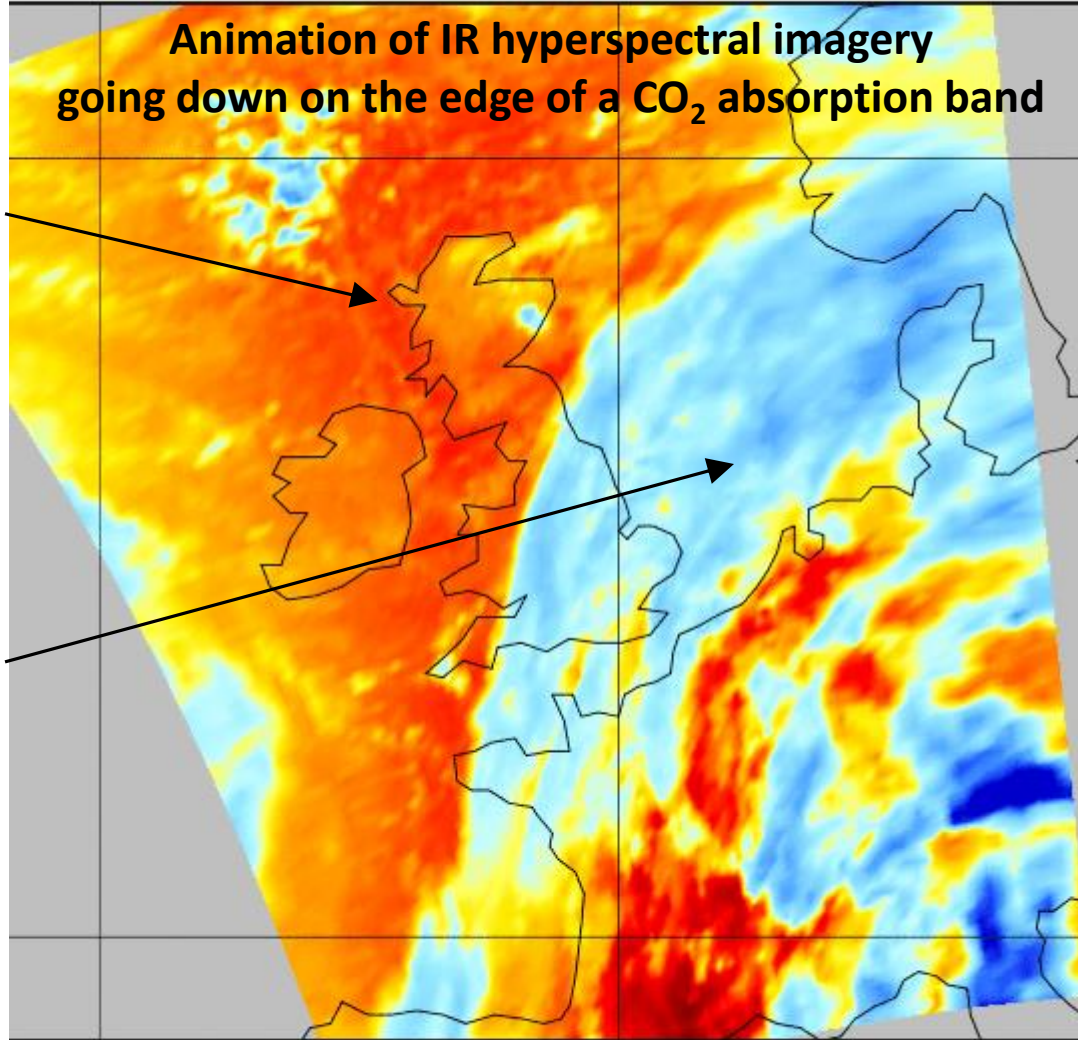 Animation of IR hyperspectral imagery
going down on the edge of a CO₂ absorption band